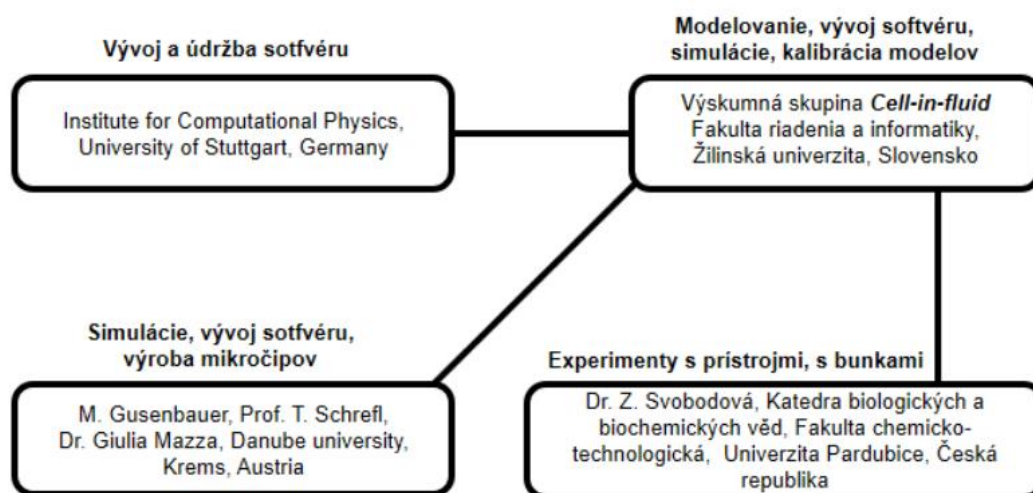 Vývoj a údržba sotfvéru
Institute for Computational Physics,
University of Stuttgart, Germany
Modelovanie, vývoj softvéru,
simulácie, kalibrácia modelov
Výskumná skupina Cell-in-fluid
Fakulta riadenia a informatiky,
Žilinská univerzita, Slovensko
Simulácie, vývoj sotfvéru,
výroba mikročipov
M. Gusenbauer, Prof. T. Schrefl,
Dr. Giulia Mazza, Danube university,
Krems, Austria
Experimenty s prístrojmi, s bunkami
Dr. Z. Svobodová, Katedra biologických a
biochemických věd, Fakulta chemicko-
technologická, Univerzita Pardubice, Česká
republika